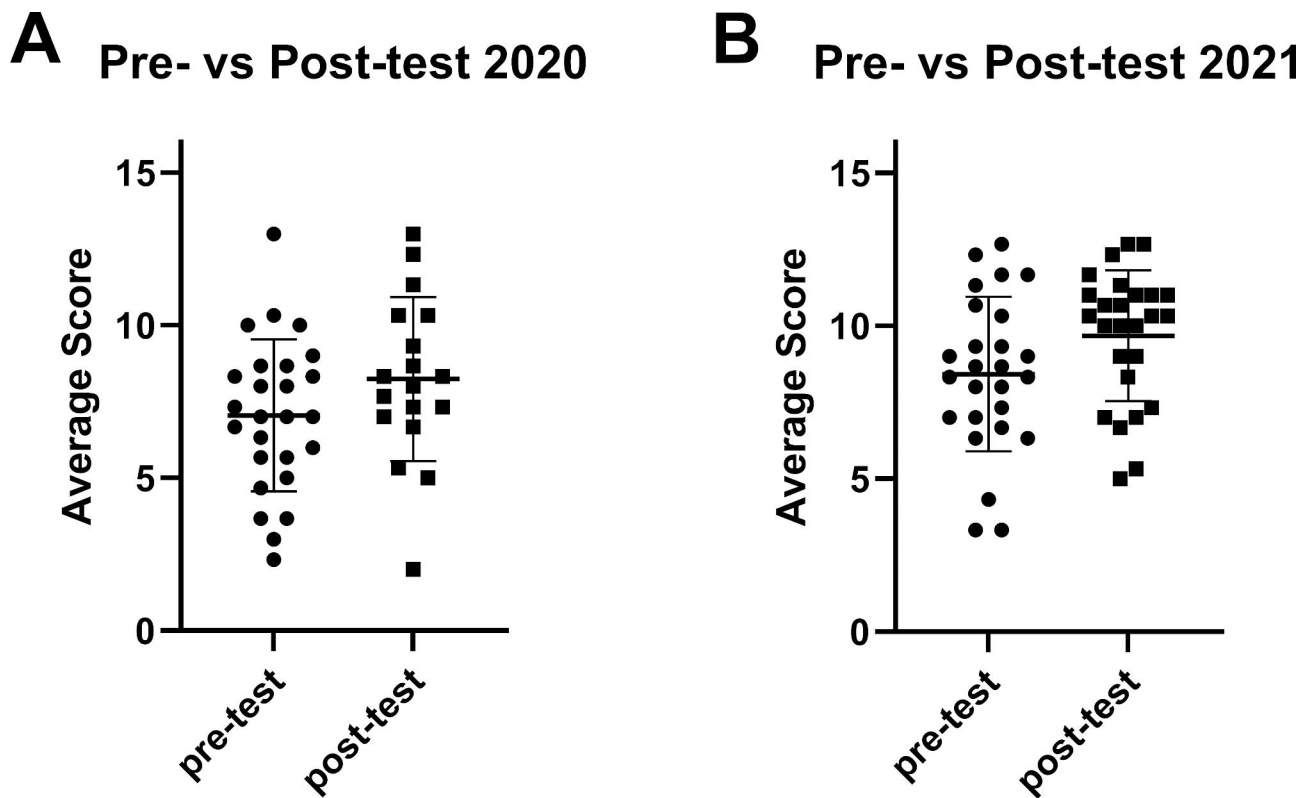 A Pre- vs Post-test 2020
15
10
5
0
Average Score
pre-test
post-test
B Pre- vs Post-test 2021
15
10
5
0
Average Score
pre-test
post-test